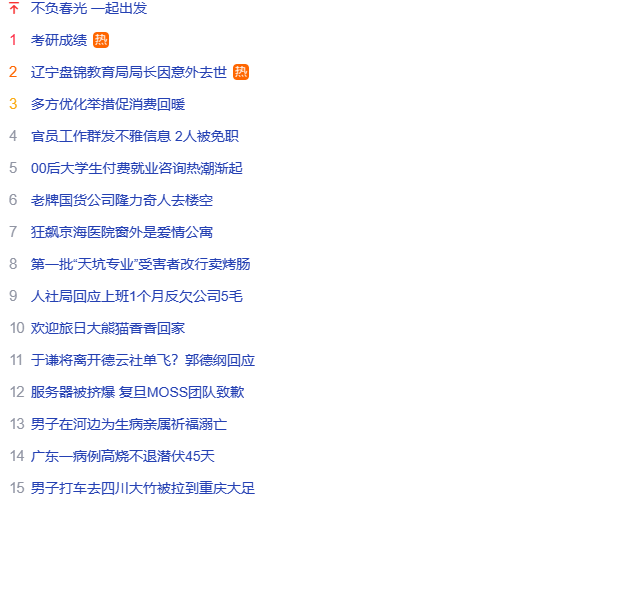 不负春光 一起出发
1 考研成绩 热
2 辽宁盘锦教育局局长因意外去世 热
3 多方优化举措促消费回暖
4 官员工作群发不雅信息 2人被免职
5 00后大学生付费就业咨询热潮渐起
6 老牌国货公司隆力奇人去楼空
7 狂飙京海医院窗外是爱情公寓
8 第一批“天坑专业”受害者改行卖烤肠
9 人社局回应上班1个月反欠公司5毛
10 欢迎旅日大熊猫香香回家
11 于谦将离开德云社单飞？郭德纲回应
12 服务器被挤爆 复旦MOSS团队致歉
13 男子在河边为生病亲属祈福溺亡
14 广东一病例高烧不退潜伏45天
15 男子打车去四川大竹被拉到重庆大足